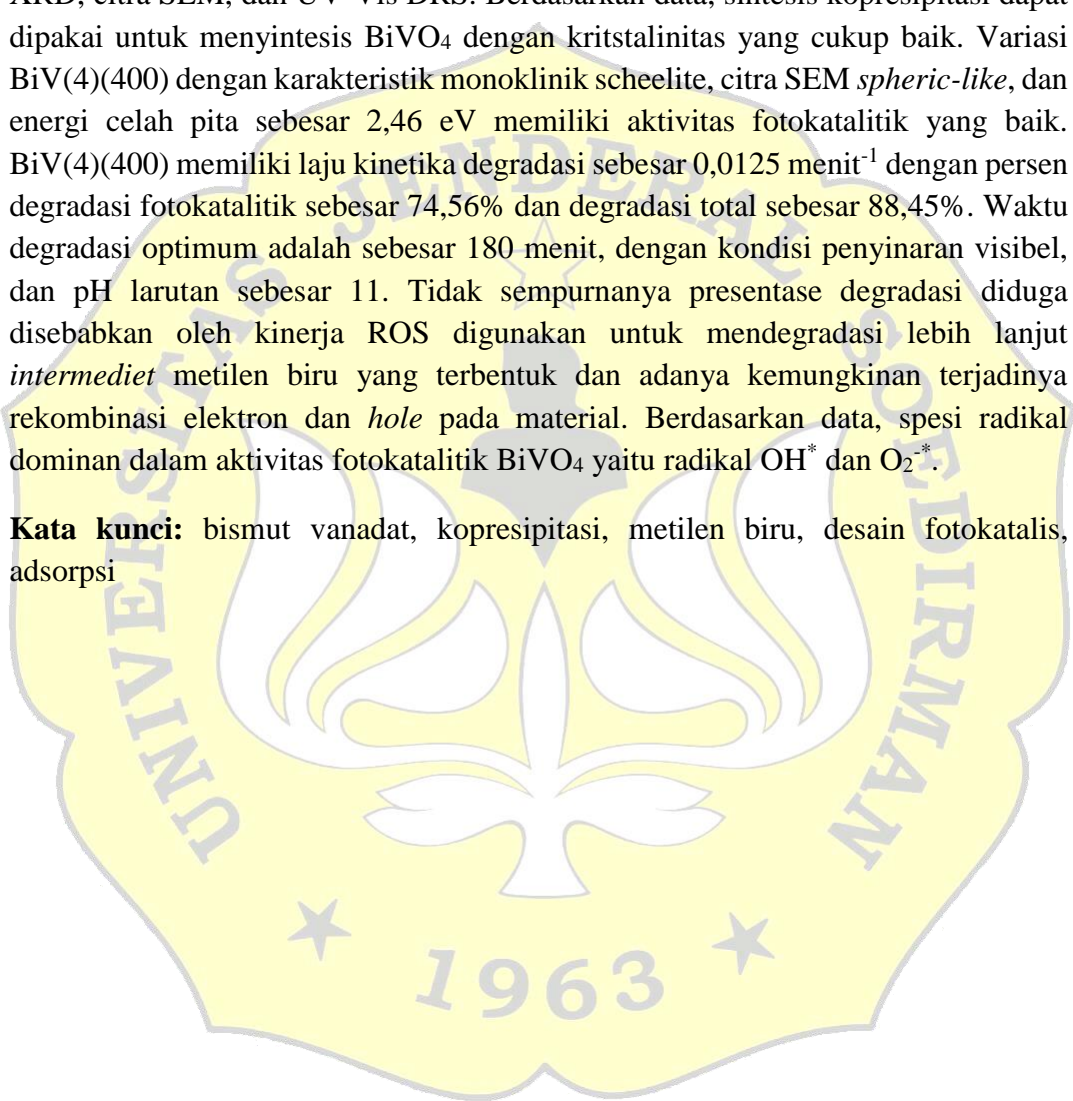 XRD, citra SEM, dan UV-Vis DRS. Berdasarkan data, sintesis kopresipitasi dapat
dipakai untuk menyintesis BiVO₄ dengan kritstalinitas yang cukup baik. Variasi
BiV(4)(400) dengan karakteristik monoklinik scheelite, citra SEM spheric-like, dan
energi celah pita sebesar 2,46 eV memiliki aktivitas fotokatalitik yang baik.
BiV(4)(400) memiliki laju kinetika degradasi sebesar 0,0125 menit⁻¹ dengan persen
degradasi fotokatalitik sebesar 74,56% dan degradasi total sebesar 88,45%. Waktu
degradasi optimum adalah sebesar 180 menit, dengan kondisi penyinaran visibel,
dan pH larutan sebesar 11. Tidak sempurnanya presentase degradasi diduga
disebabkan oleh kinerja ROS digunakan untuk mendegradasi lebih lanjut
intermediet metilen biru yang terbentuk dan adanya kemungkinan terjadinya
rekombinasi elektron dan hole pada material. Berdasarkan data, spesi radikal
dominan dalam aktivitas fotokatalitik BiVO₄ yaitu radikal OH* dan O₂⁻*.
Kata kunci: bismut vanadat, kopresipitasi, metilen biru, desain fotokatalis,
adsorpsi
UNIVERSITAS JENDERAL SOEDIRMAN
1963